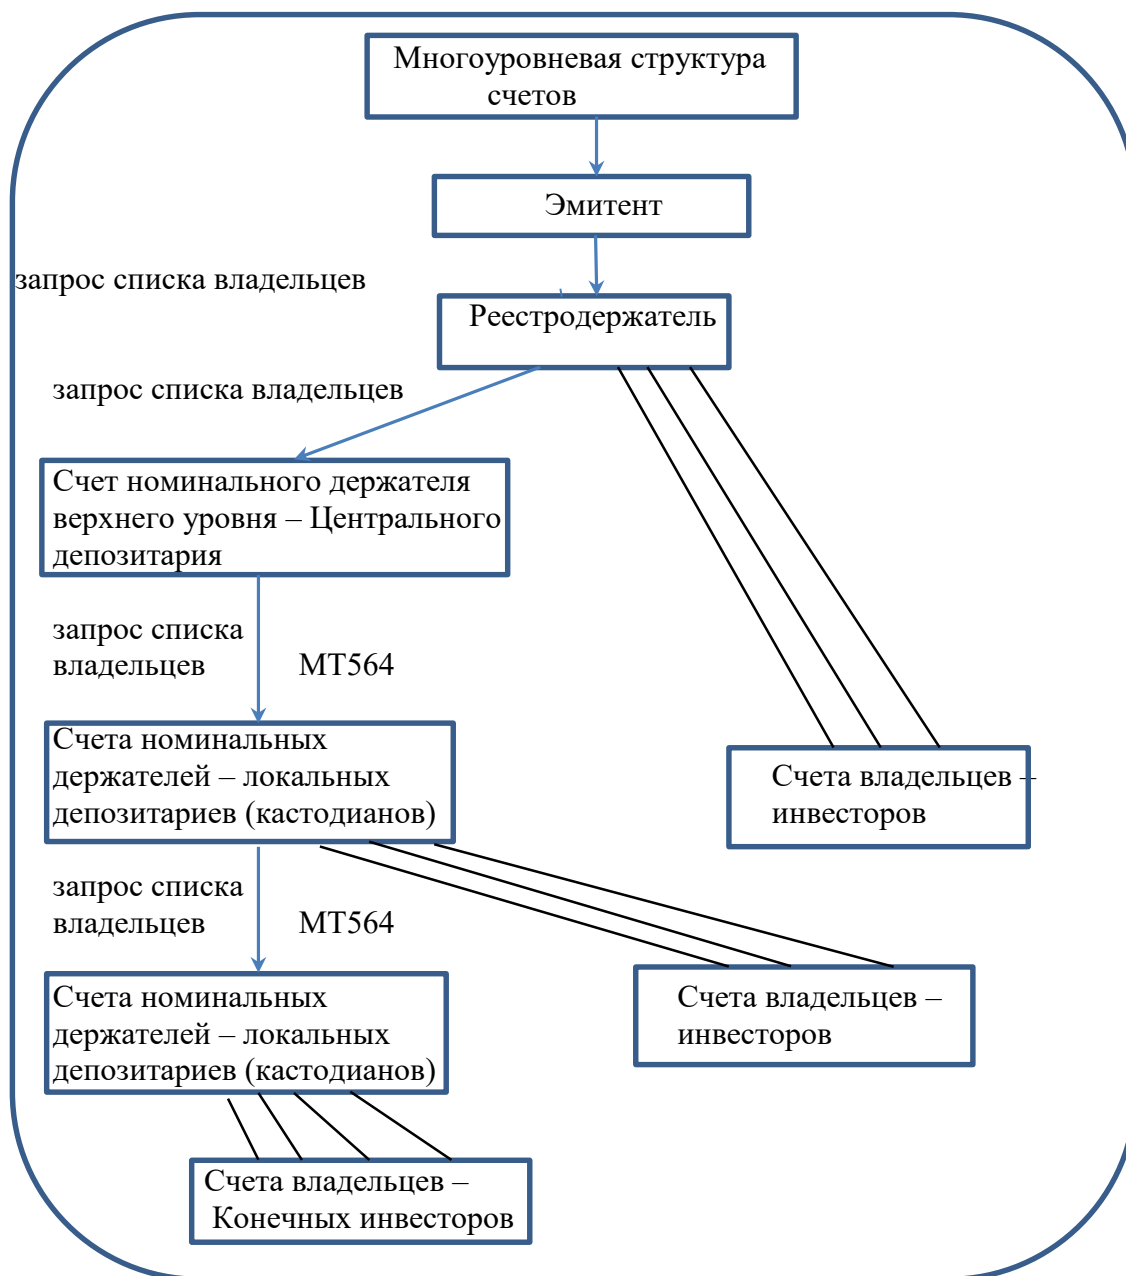 Многоуровневая структура
счетов
Эмитент
запрос списка владельцев
Реестродержатель
запрос списка владельцев
Счет номинального держателя
верхнего уровня – Центрального
депозитария
запрос списка
владельцев
МТ564
Счета номинальных
держателей – локальных
депозитариев (кастодианов)
Счета владельцев –
инвесторов
запрос списка
владельцев
МТ564
Счета номинальных
держателей – локальных
депозитариев (кастодианов)
Счета владельцев –
инвесторов
Счета владельцев –
Конечных инвесторов